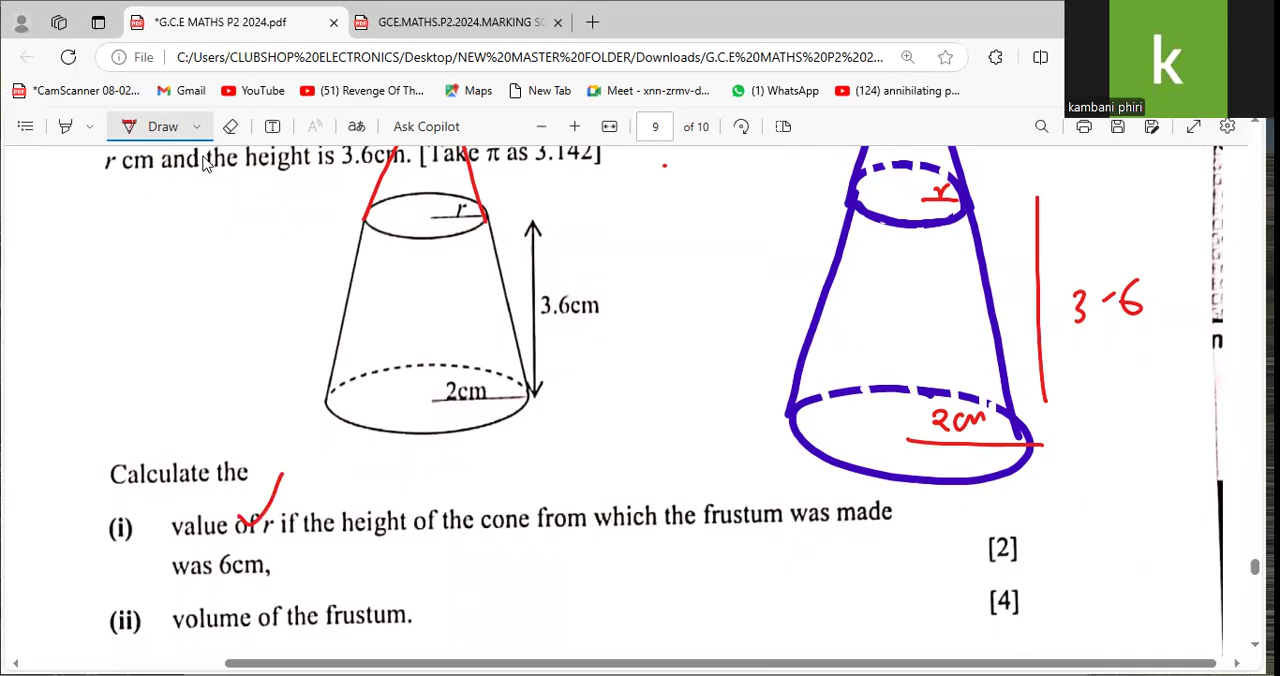 *G.C.E MATHS P2 2024.pdf
GCE.MATHS.P2.2024.MARKING SC
File
C:/Users/CLUBSHOP%20ELECTRONICS/Desktop/NEW%20MASTER%20FOLDER/Downloads/G.C.E%20MATHS%20P2%202...
k
kambani phiri
*CamScanner 08-02...
Gmail
YouTube
(51) Revenge Of Th...
Maps
New Tab
Meet - xnn-zrmv-d...
(1) WhatsApp
(124) annihilating p...
Draw
aあ
Ask Copilot
9
of 10
r cm and the height is 3.6cm. [Take π as 3.142]
r
r
3.6cm
3-6
2cm
2cm
Calculate the
(i) value of r if the height of the cone from which the frustum was made
was 6cm,
[2]
(ii) volume of the frustum.
[4]
n